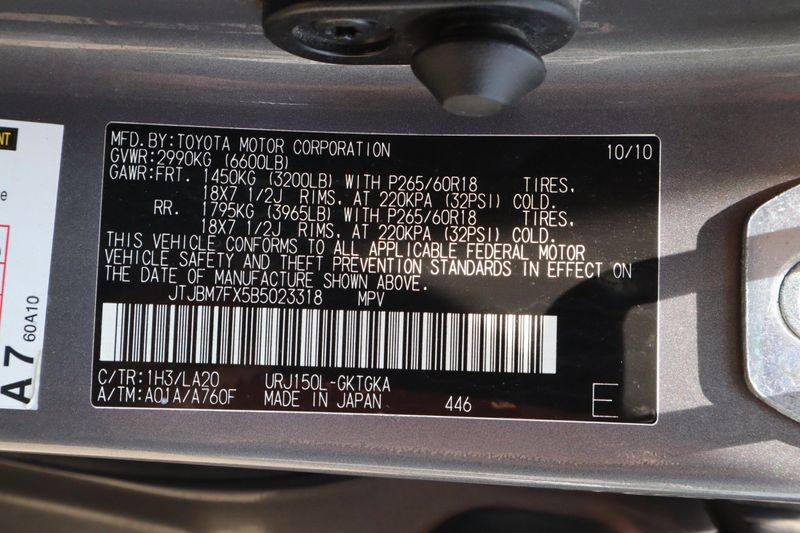 MFD.BY:TOYOTA MOTOR CORPORATION 10/10
GVWR:2990KG (6600LB)
GAWR:FRT. 1450KG (3200LB) WITH P265/60R18 TIRES,
18X7 1/2J RIMS, AT 220KPA (32PSI) COLD.
RR. 1795KG (3965LB) WITH P265/60R18 TIRES,
18X7 1/2J RIMS, AT 220KPA (32PSI) COLD.
THIS VEHICLE CONFORMS TO ALL APPLICABLE FEDERAL MOTOR
VEHICLE SAFETY AND THEFT PREVENTION STANDARDS IN EFFECT ON
THE DATE OF MANUFACTURE SHOWN ABOVE.
JTJBM7FX5B5023318 MPV
C/TR:1H3/LA20 URJ150L-GKTGKA
A/TM:A01A/A760F MADE IN JAPAN 446 E
NT
e
A7 60A10